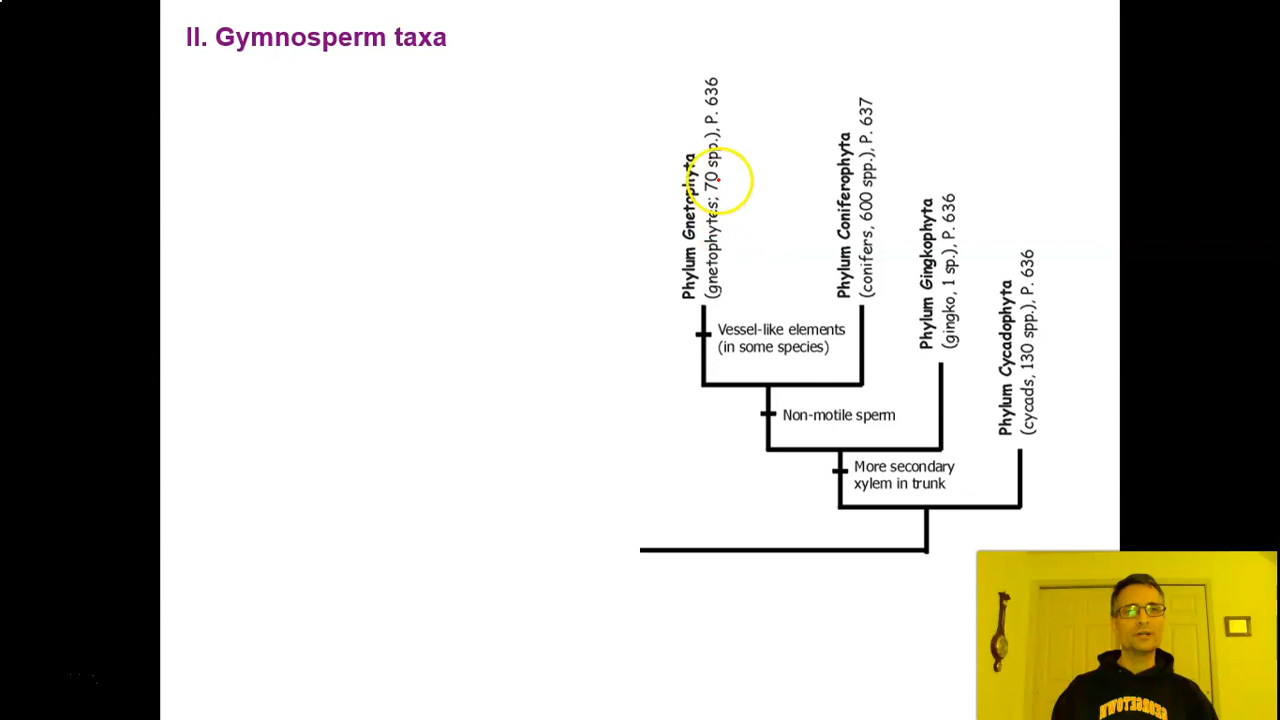 II. Gymnosperm taxa
Phylum Gnetophyta
(gnetophytes; 70 spp.), P. 636
Phylum Coniferophyta
(conifers, 600 spp.), P. 637
Phylum Gingkophyta
(gingko, 1 sp.), P. 636
Phylum Cycadophyta
(cycads, 130 spp.), P. 636
Vessel-like elements
(in some species)
Non-motile sperm
More secondary
xylem in trunk
GEORGETOWN